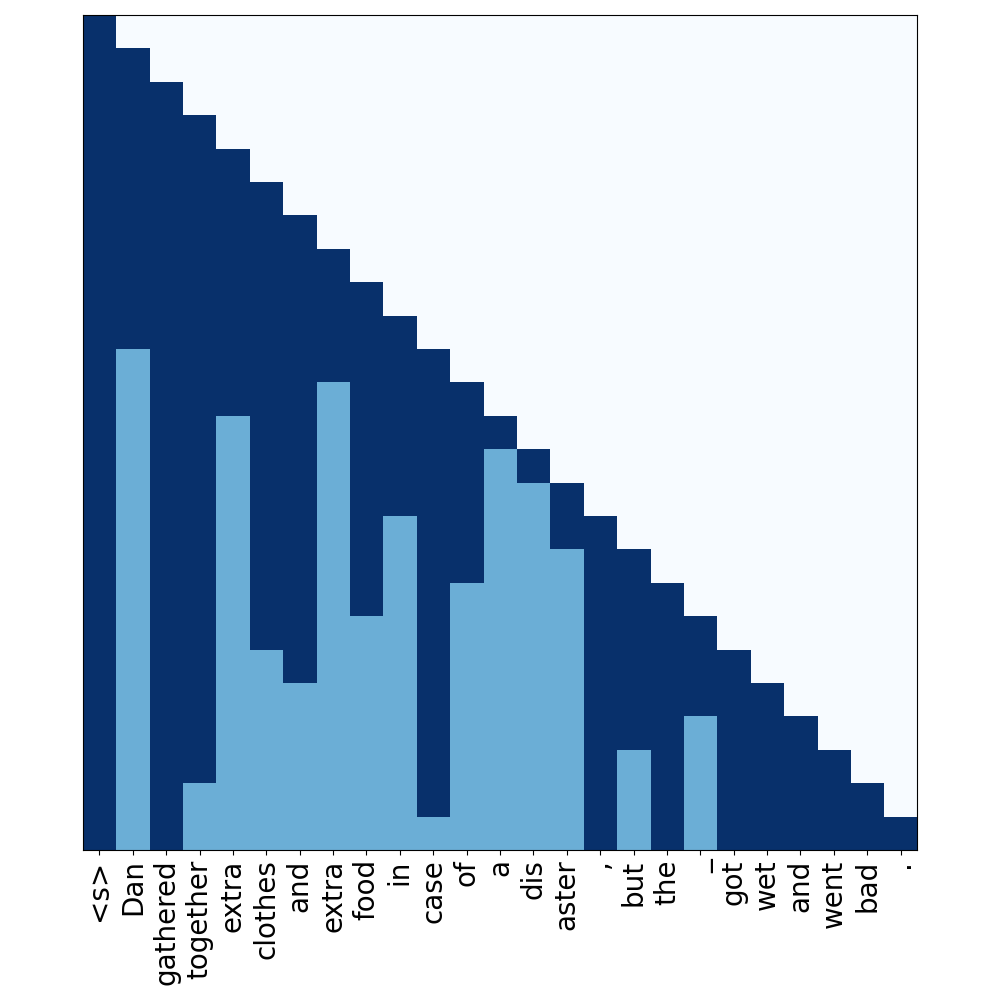 <s> Dan gathered together extra clothes and extra food in case of a dis aster , but the _ got wet and went bad .